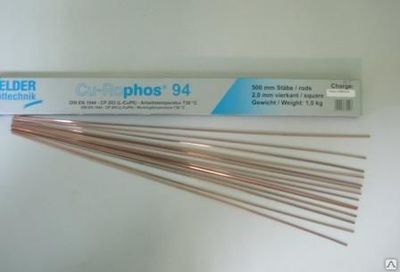 ELDER
Cu-Rophos® 94
500 mm Stäbe / rods
2,0 mm vierkant / square
Gewicht / Weight: 1,0 kg
Charge:
DIN EN 1044 - CP 203 (L-CuP6) - Arbeitstemperatur 730 °C